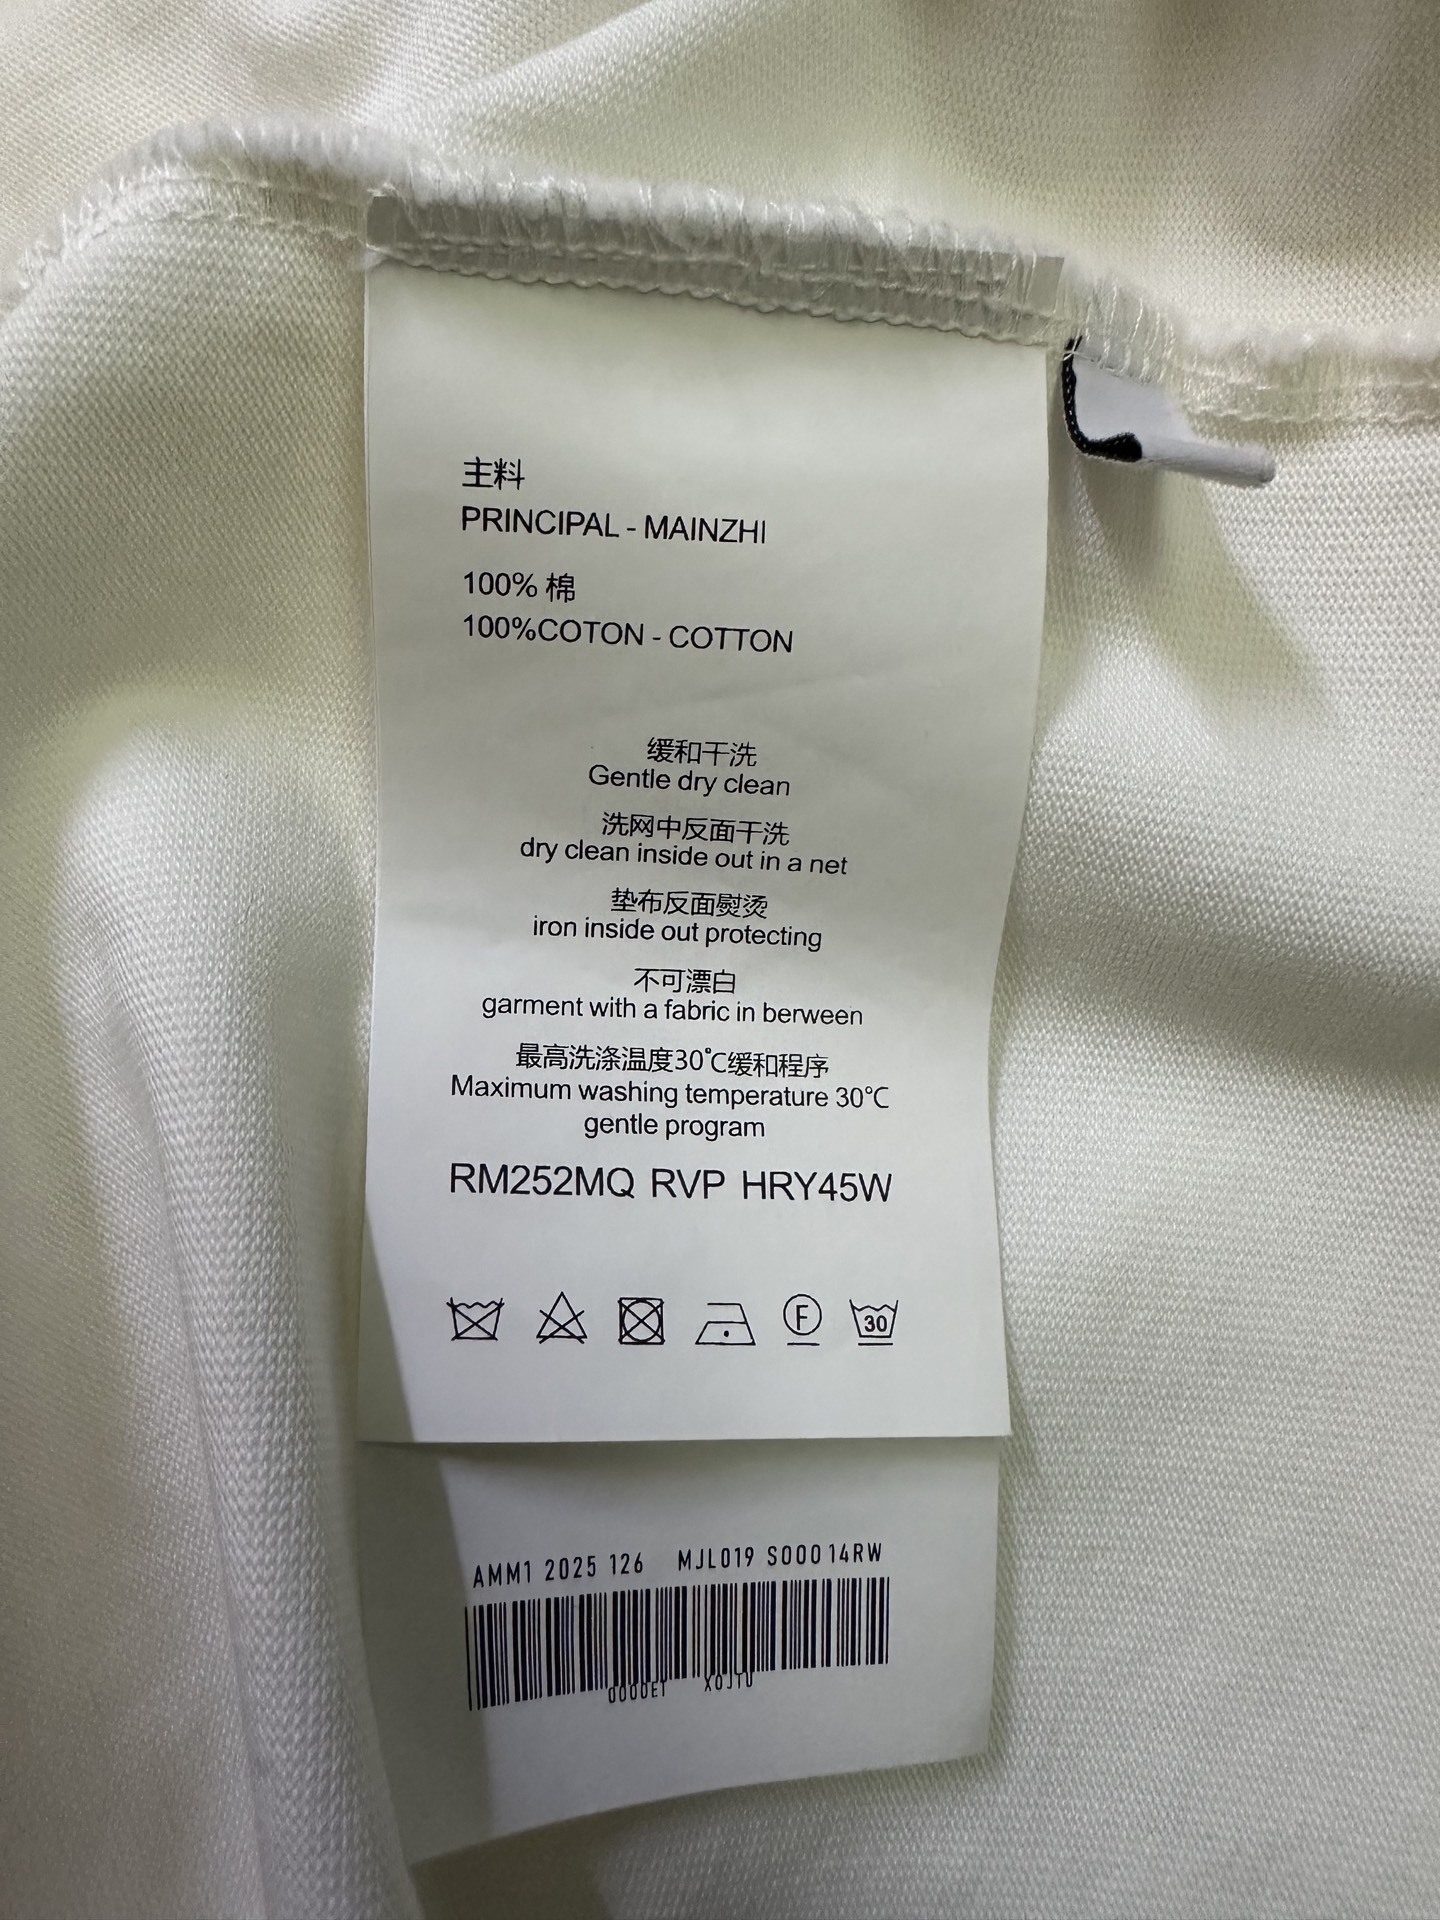 主料
PRINCIPAL - MAINZHI
100% 棉
100%COTON - COTTON
缓和干洗
Gentle dry clean
洗网中反面干洗
dry clean inside out in a net
垫布反面熨烫
iron inside out protecting
不可漂白
garment with a fabric in berween
最高洗涤温度30℃缓和程序
Maximum washing temperature 30℃
gentle program
RM252MQ RVP HRY45W
F 30
AMM1 2025 126 MJL019 S00014RW
0000E1 XOJTU